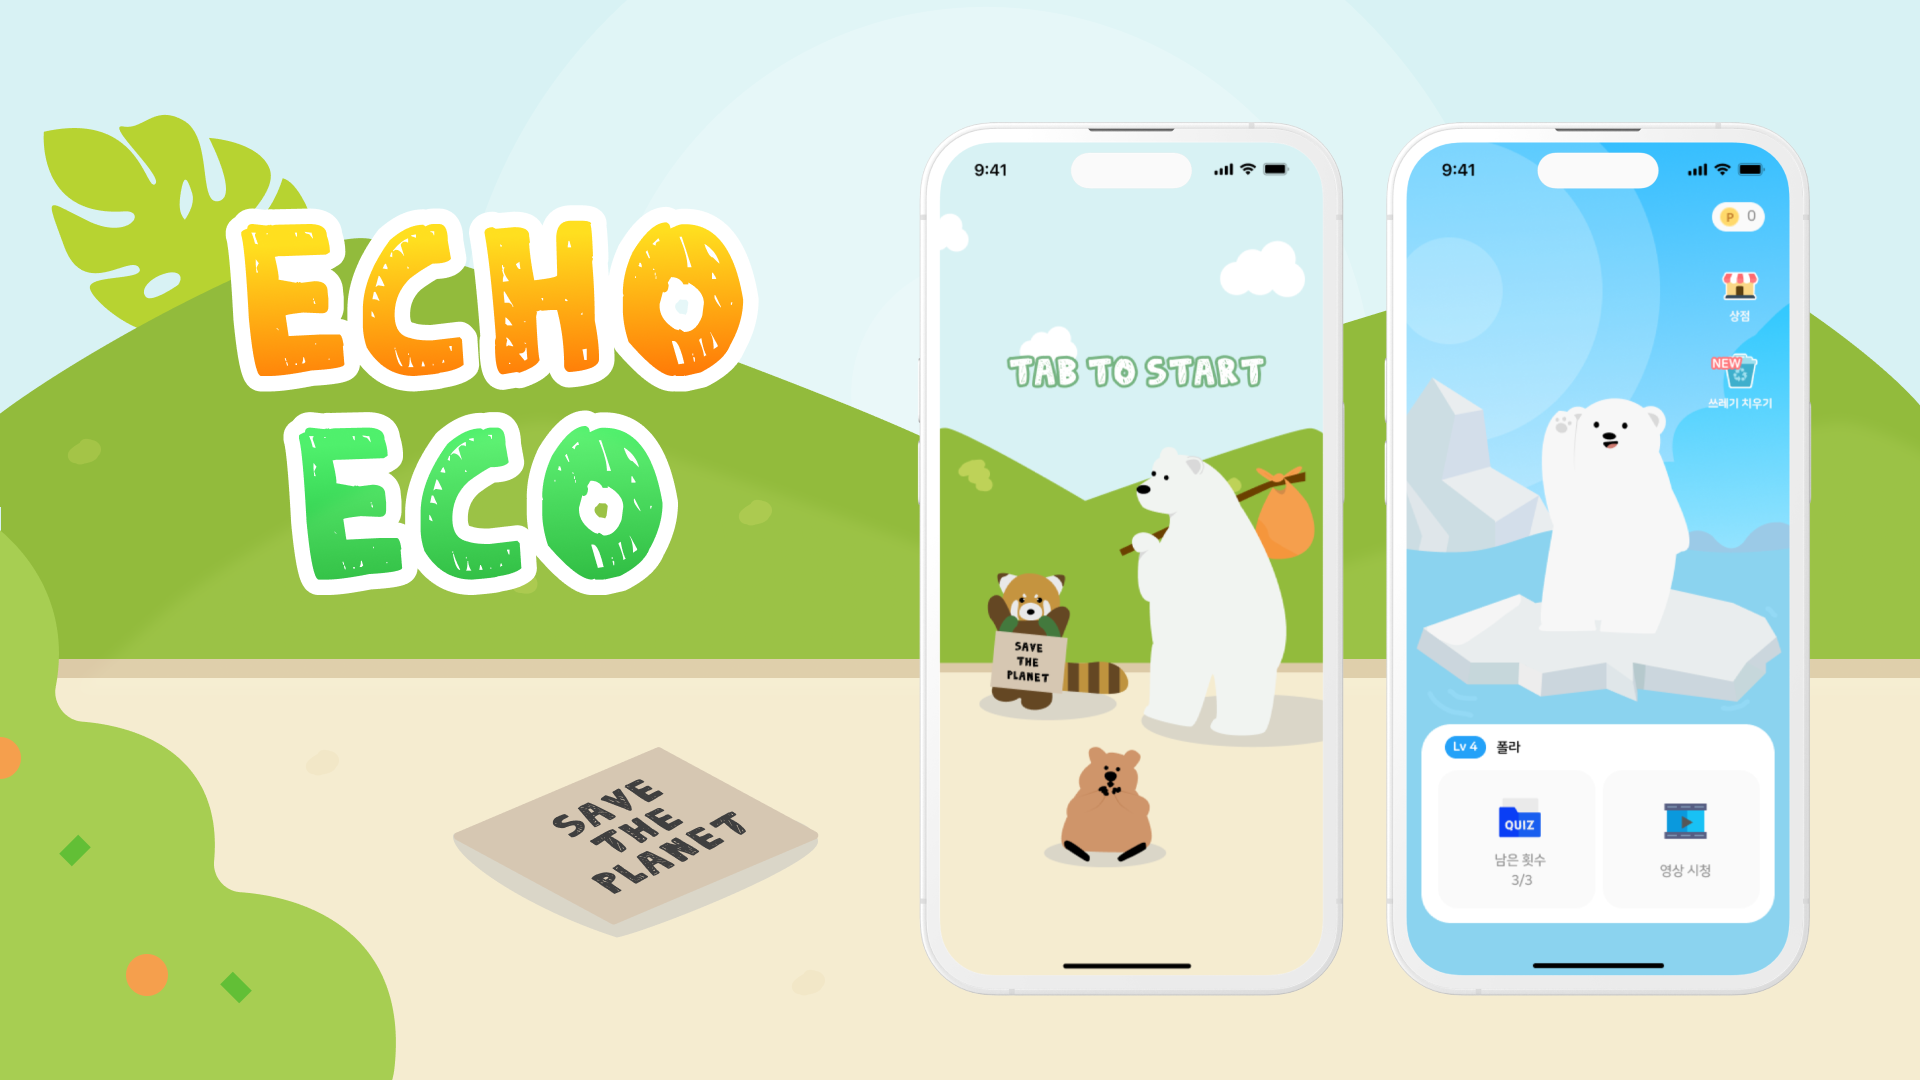 ECHO
ECO
SAVE
THE
PLANET
9:41
TAB TO START
SAVE
THE
PLANET
9:41
P 0
상점
NEW
쓰레기 치우기
Lv 4 폴라
QUIZ
남은 횟수
3/3
영상 시청